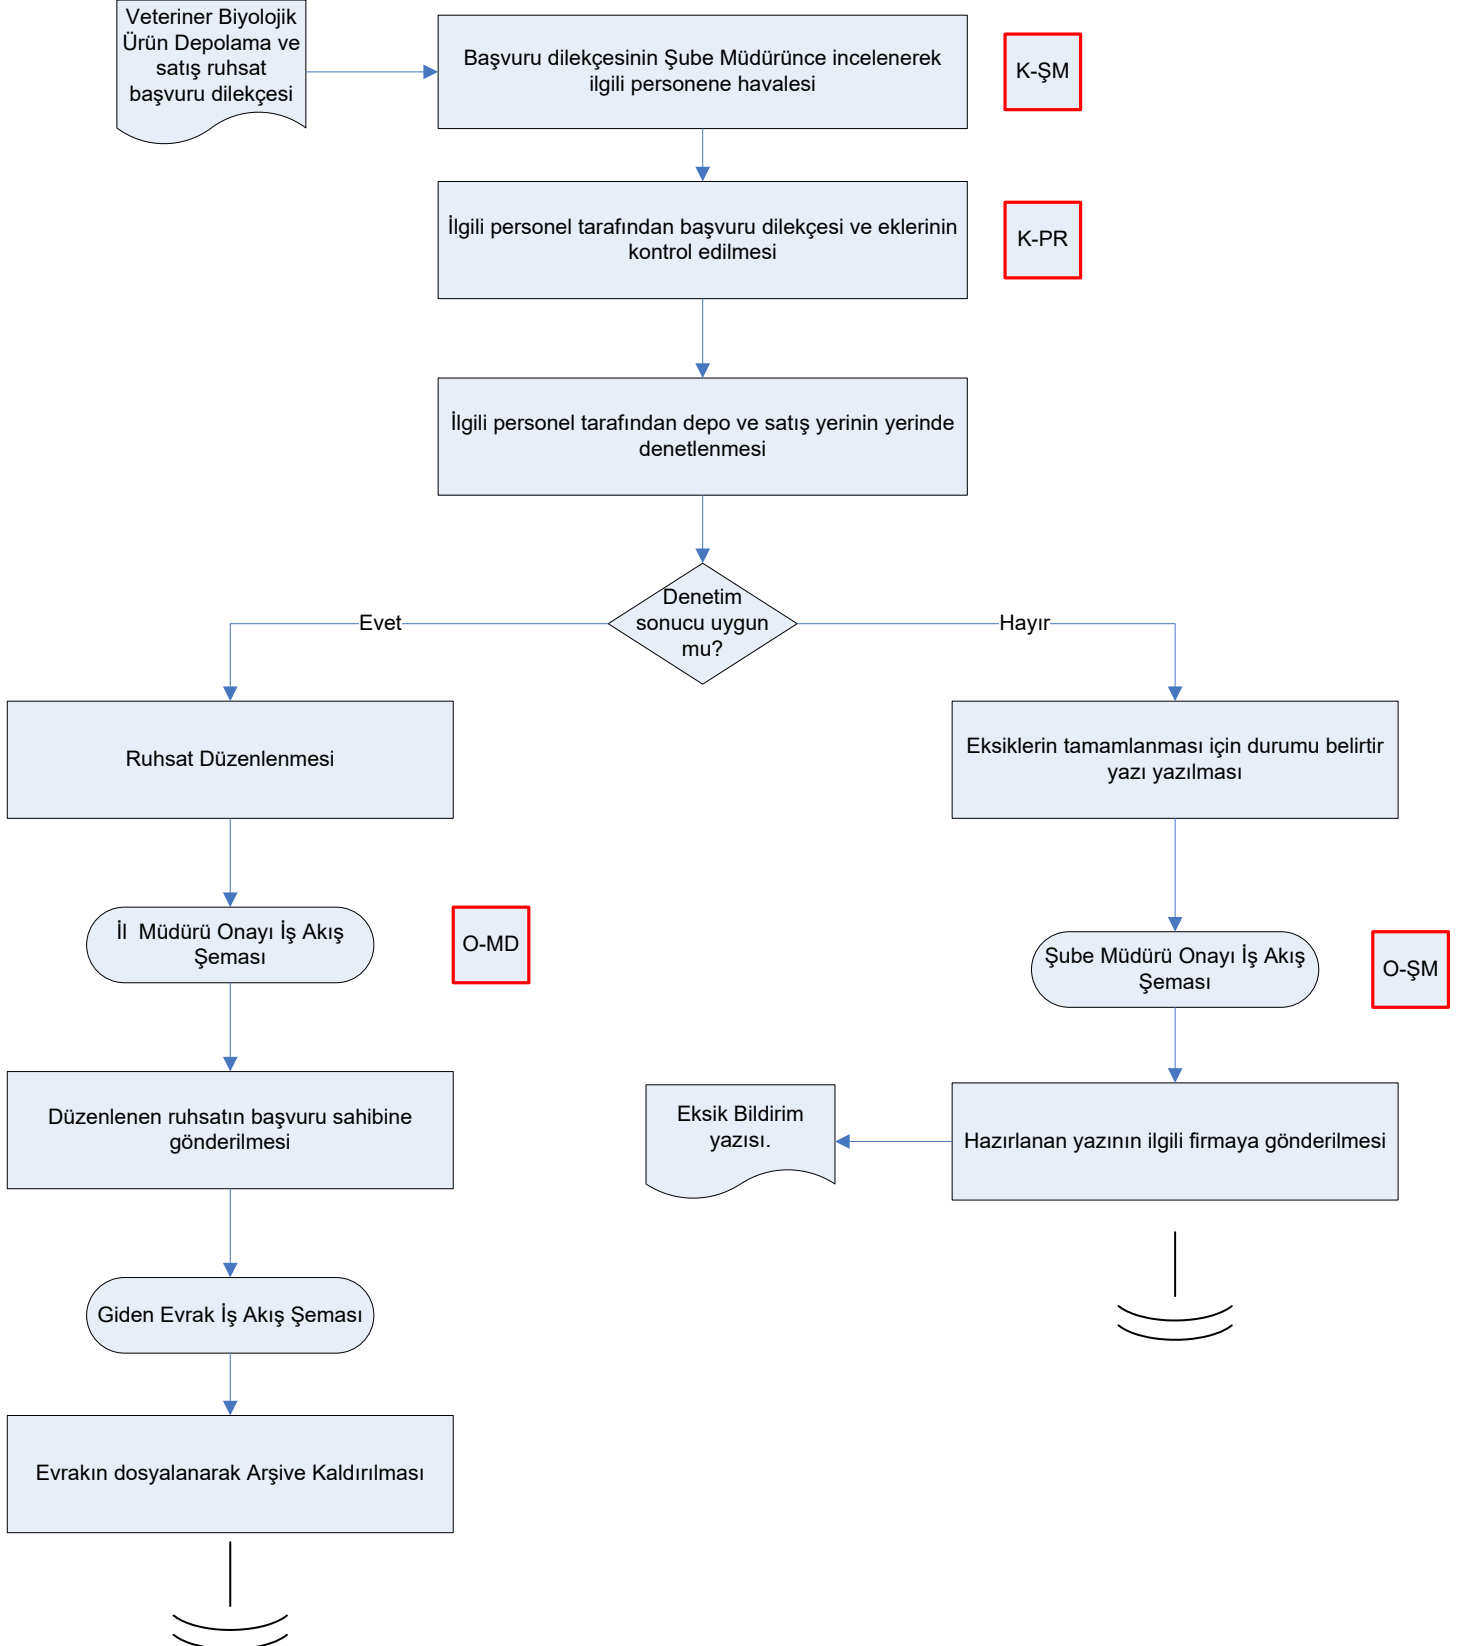 Veteriner Biyolojik
Ürün Depolama ve
satış ruhsat
başvuru dilekçesi
Başvuru dilekçesinin Şube Müdürünce incelenerek
ilgili personene havalesi
K-ŞM
İlgili personel tarafından başvuru dilekçesi ve eklerinin
kontrol edilmesi
K-PR
İlgili personel tarafından depo ve satış yerinin yerinde
denetlenmesi
Denetim
sonucu uygun
mu?
Evet
Hayır
Ruhsat Düzenlenmesi
Eksiklerin tamamlanması için durumu belirtir
yazı yazılması
İl  Müdürü Onayı İş Akış
Şeması
O-MD
Şube Müdürü Onayı İş Akış
Şeması
O-ŞM
Düzenlenen ruhsatın başvuru sahibine
gönderilmesi
Eksik Bildirim
yazısı.
Hazırlanan yazının ilgili firmaya gönderilmesi
Giden Evrak İş Akış Şeması
Evrakın dosyalanarak Arşive Kaldırılması